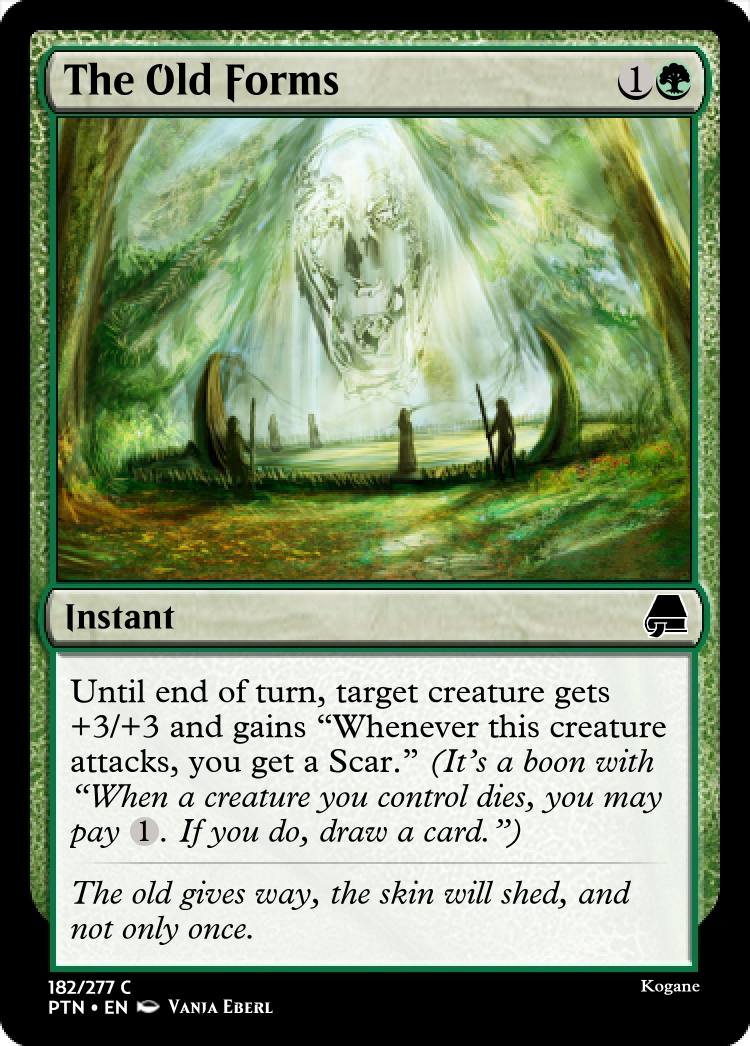 The Old Forms 1
Instant
Until end of turn, target creature gets
+3/+3 and gains “Whenever this creature
attacks, you get a Scar.” (It’s a boon with
“When a creature you control dies, you may
pay 1. If you do, draw a card.”)
The old gives way, the skin will shed, and
not only once.
182/277 C
Kogane
PTN • EN Vanja Eberl